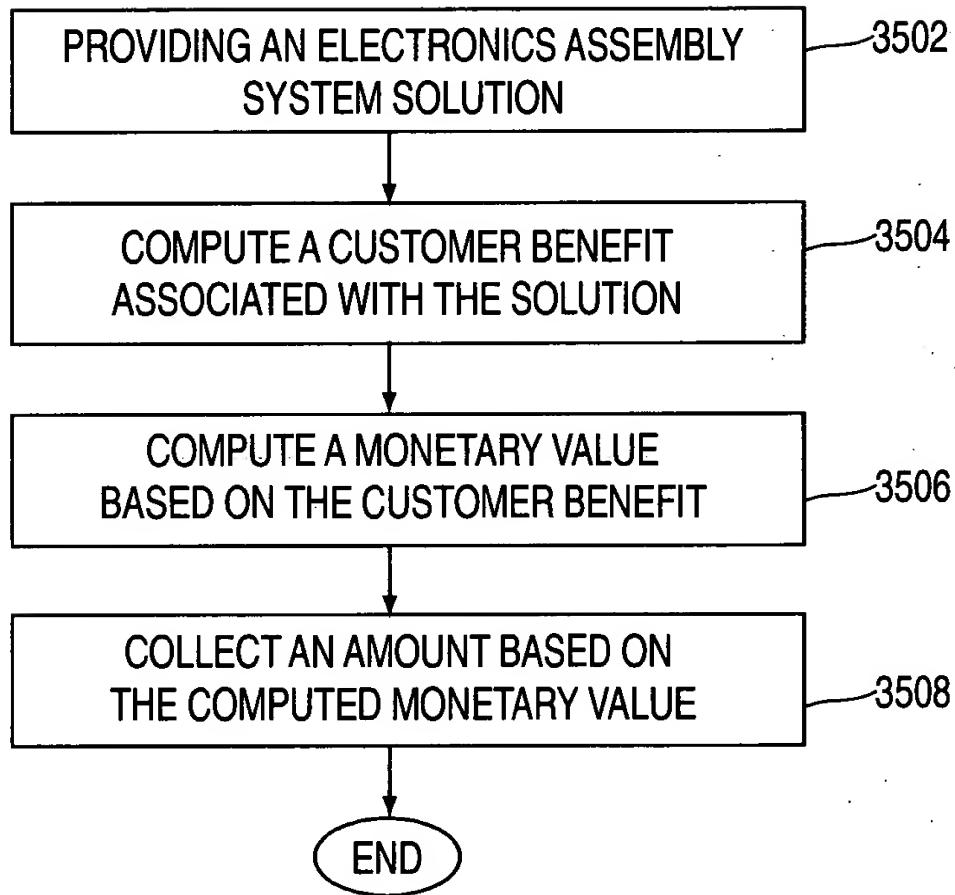 PROVIDING AN ELECTRONICS ASSEMBLY
SYSTEM SOLUTION
3502
COMPUTE A CUSTOMER BENEFIT
ASSOCIATED WITH THE SOLUTION
3504
COMPUTE A MONETARY VALUE
BASED ON THE CUSTOMER BENEFIT
3506
COLLECT AN AMOUNT BASED ON
THE COMPUTED MONETARY VALUE
3508
END